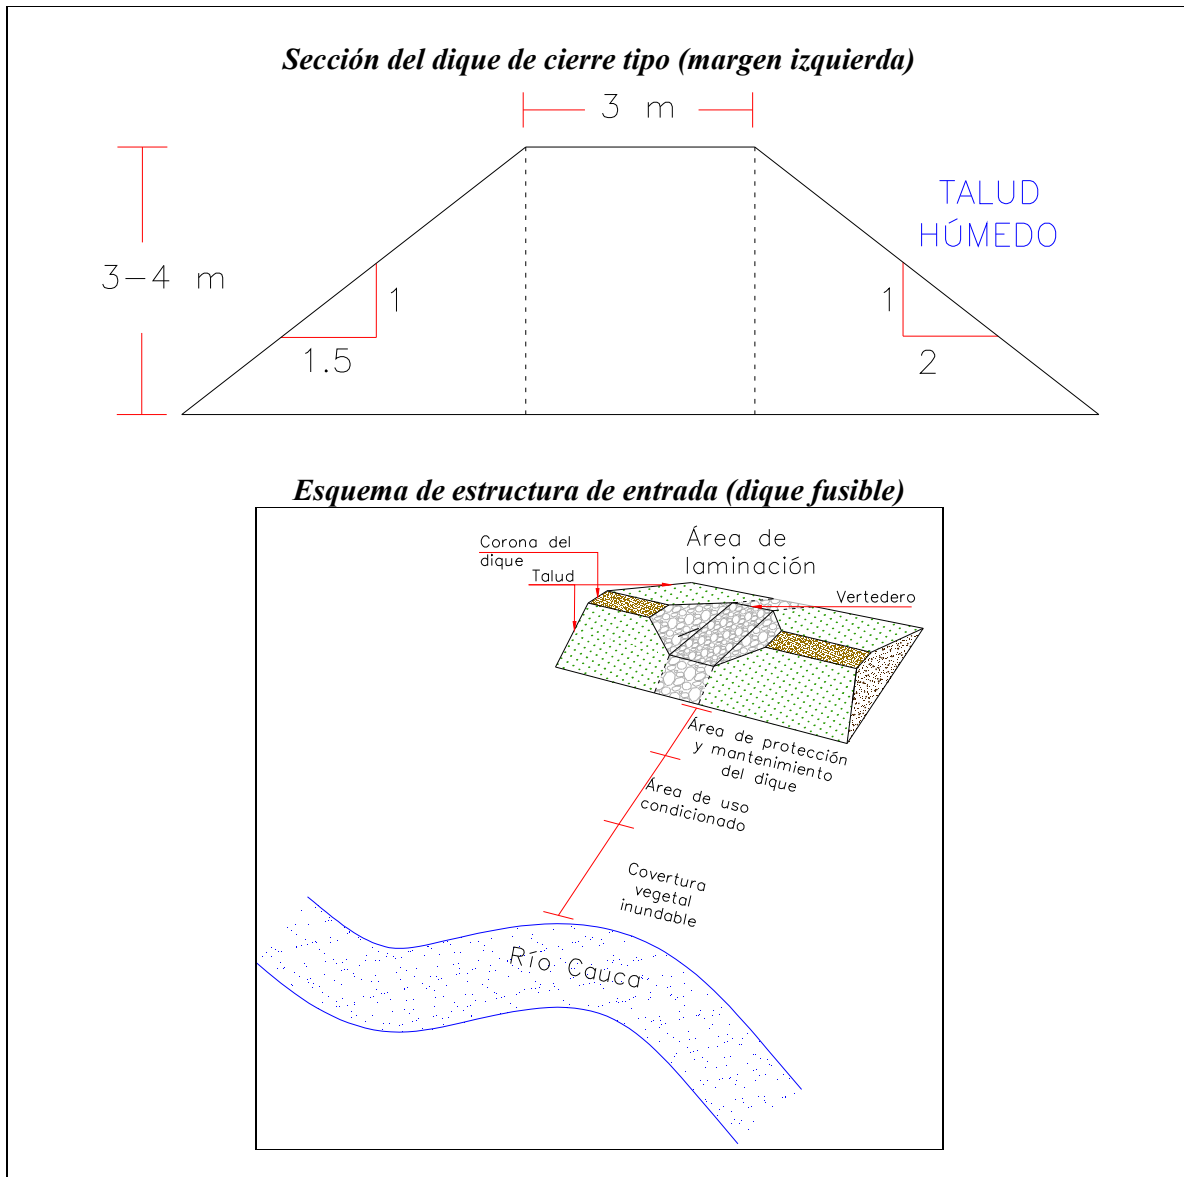 Sección del dique de cierre tipo (margen izquierda)
3 m
TALUD
HÚMEDO
3-4 m
1
1.5
1
2
Esquema de estructura de entrada (dique fusible)
Corona del
dique
Talud
Área de
laminación
Vertedero
Área de protección
y mantenimiento
del dique
Área de uso
condicionado
Covertura
vegetal
inundable
Río Cauca